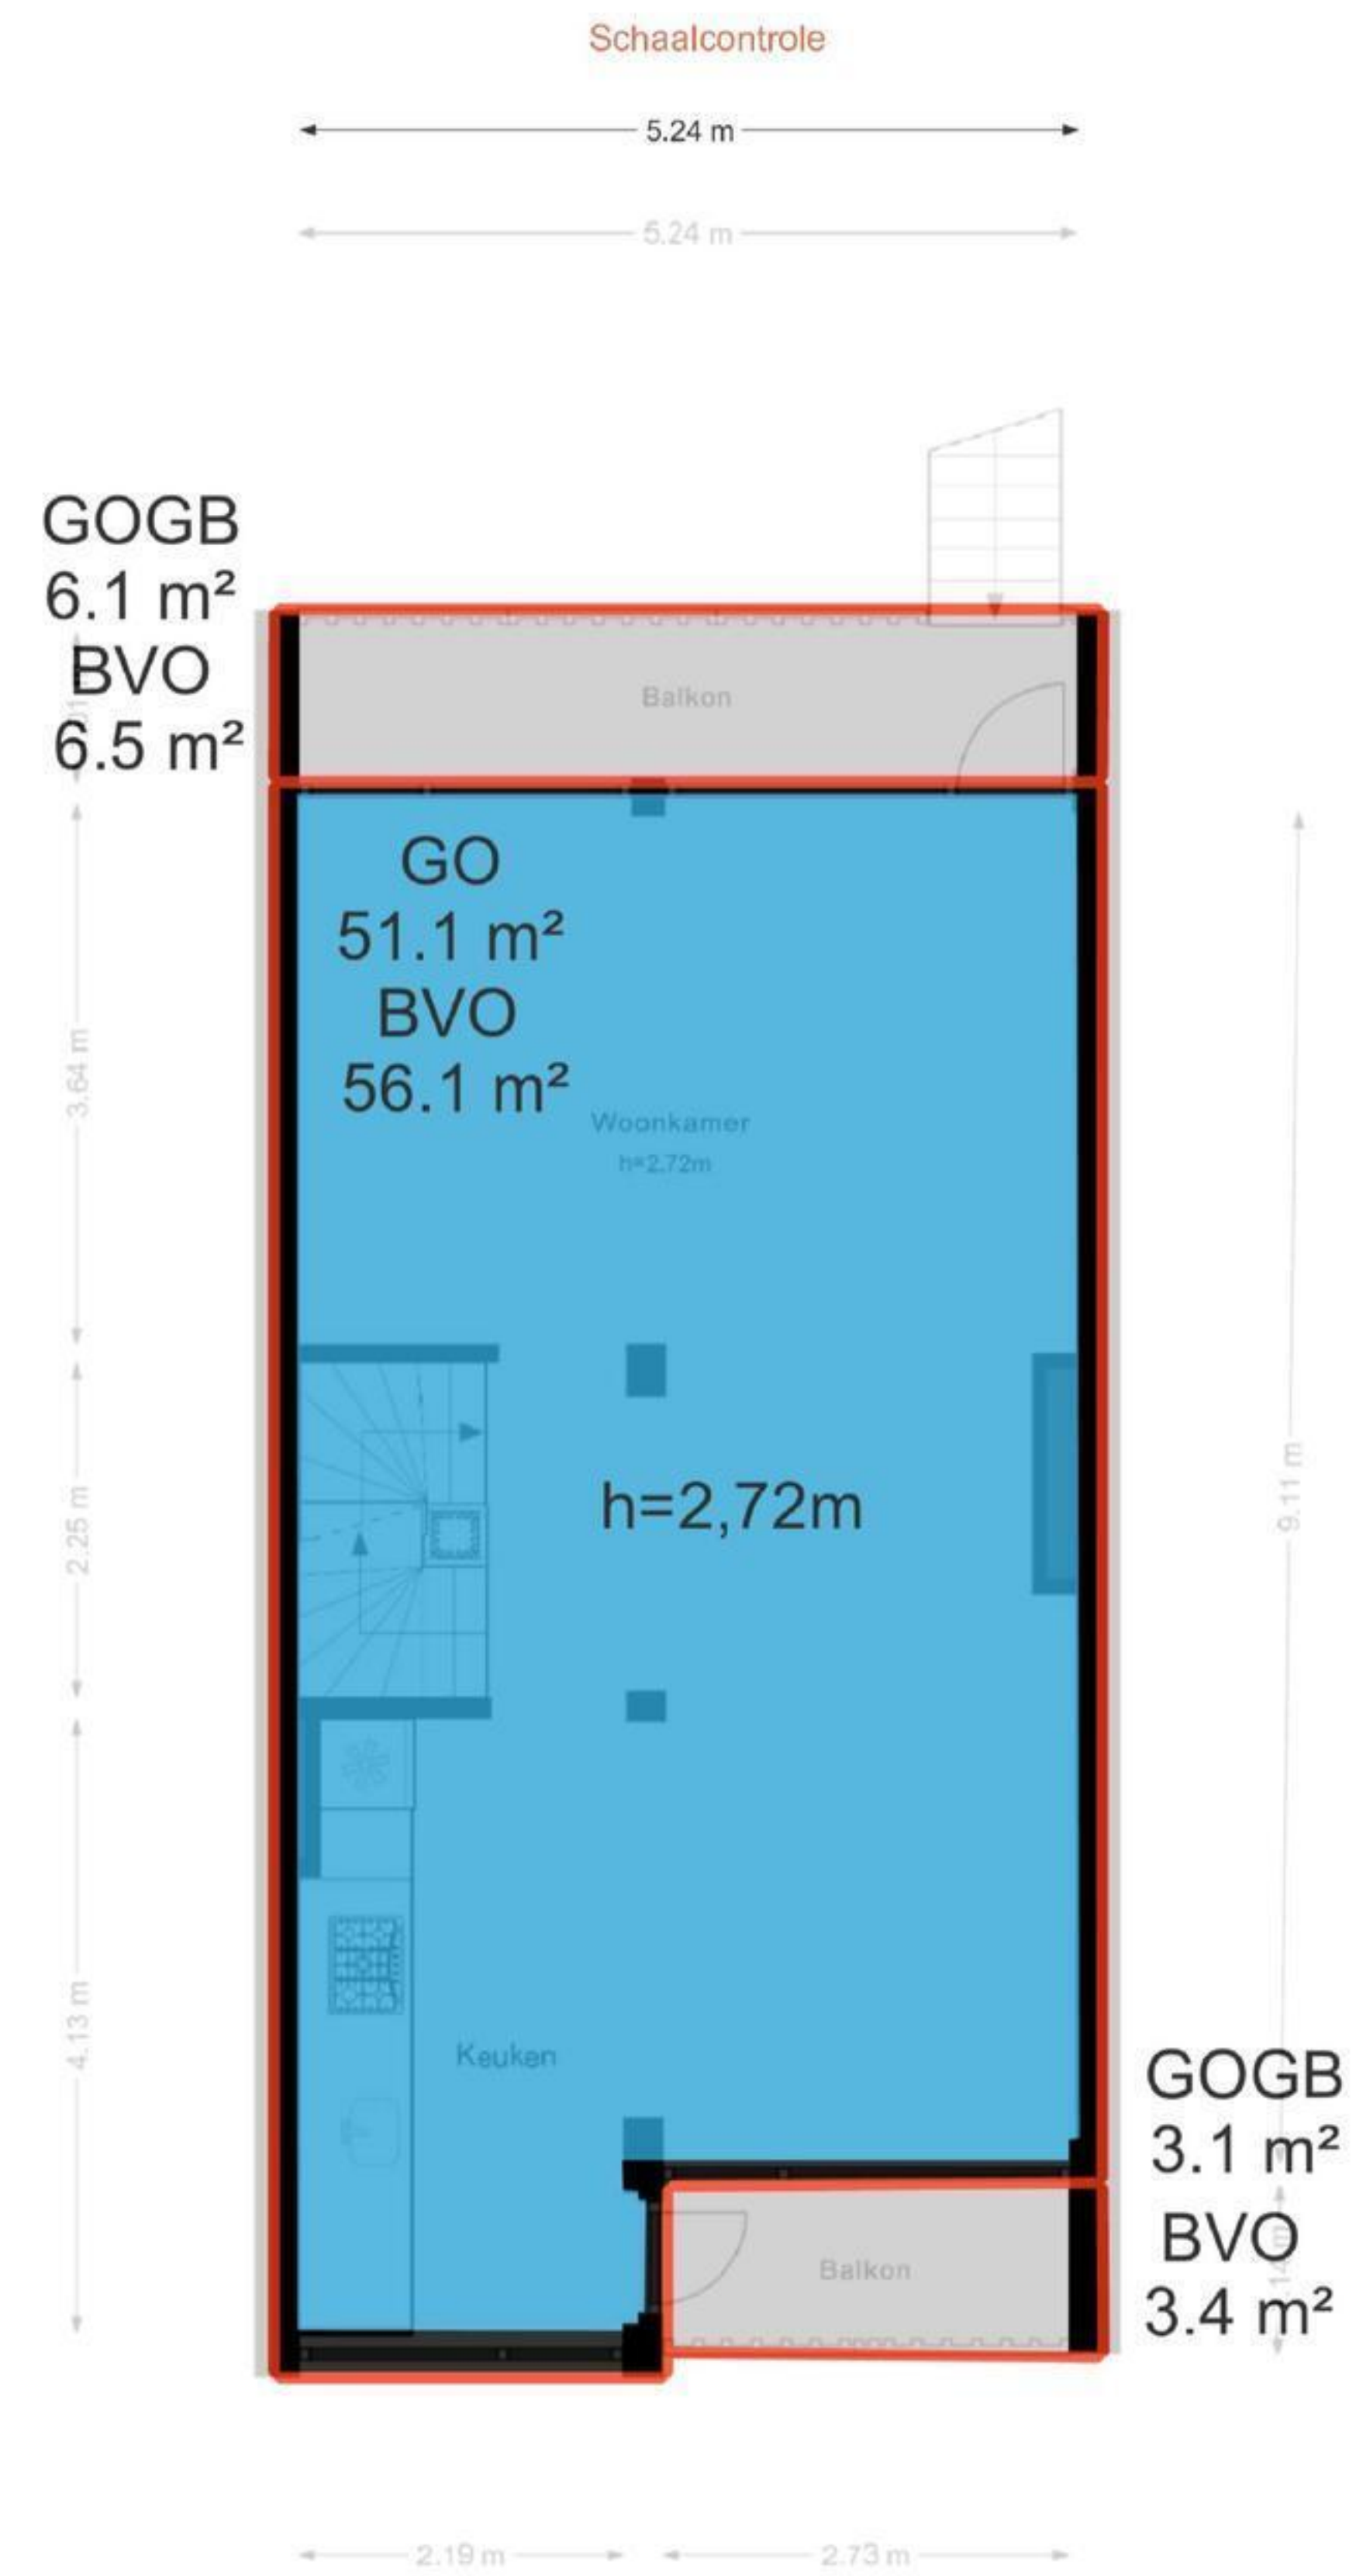 Schaalcontrole
5.24 m
5.24 m
GOGB
6.1 m²
BVO
6.5 m²
Balkon
GO
51.1 m²
BVO
56.1 m²
3.64 m
Woonkamer
h=2.72m
2.25 m
h=2,72m
9.11 m
4.13 m
Keuken
GOGB
3.1 m²
BVO
3.4 m²
Balkon
2.19 m
2.73 m